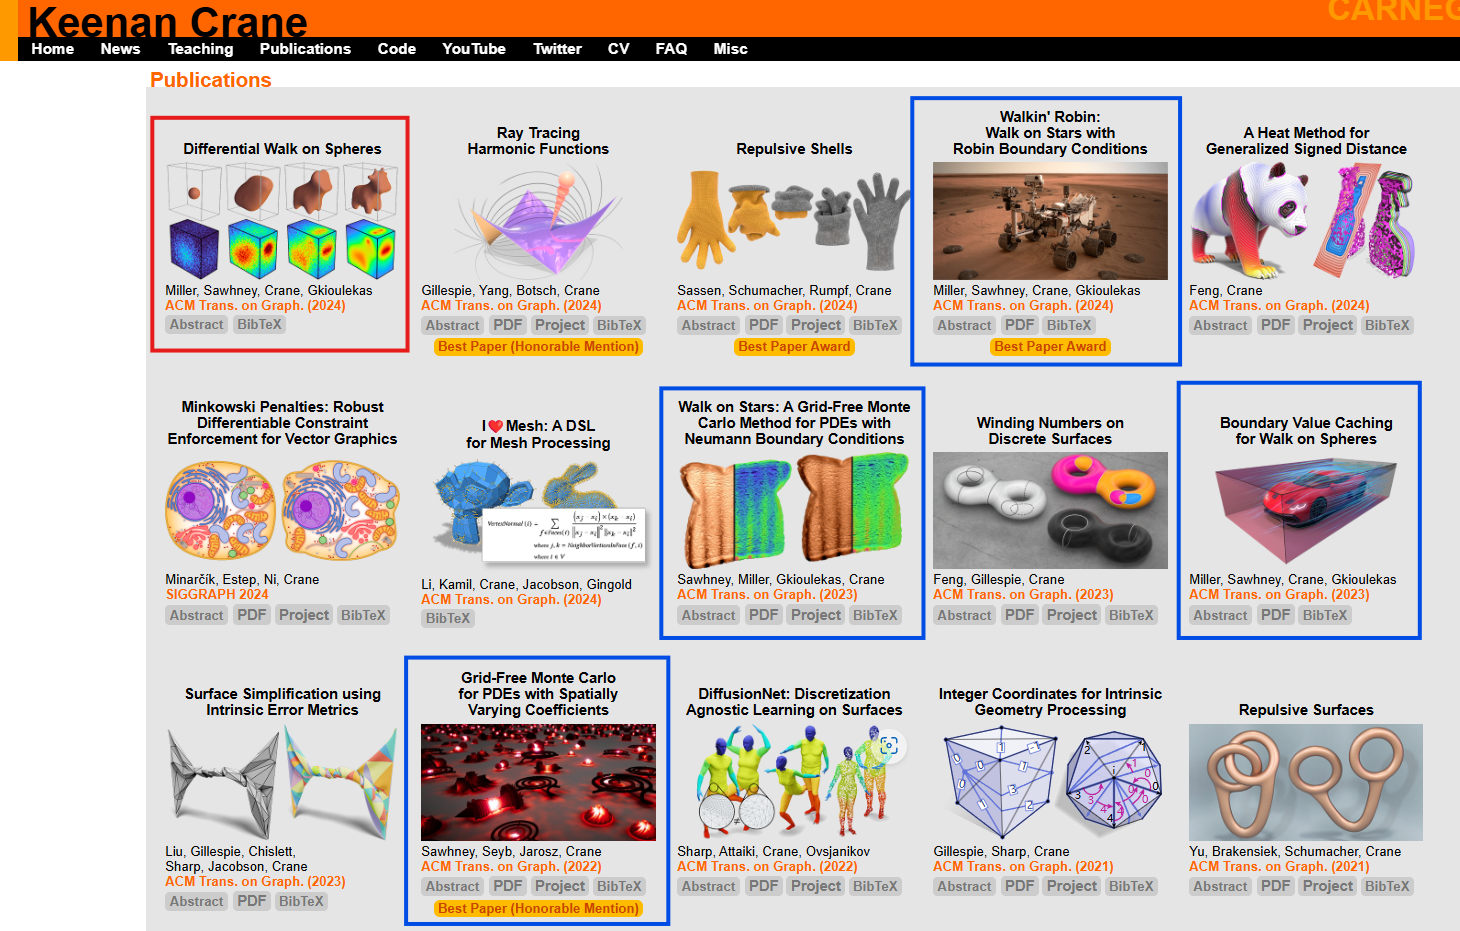 CARNEG
Keenan Crane
Home News Teaching Publications Code YouTube Twitter CV FAQ Misc
Publications
Differential Walk on Spheres
Miller, Sawhney, Crane, Gkioulekas
ACM Trans. on Graph. (2024)
Abstract BibTeX
Ray Tracing
Harmonic Functions
Gillespie, Yang, Botsch, Crane
ACM Trans. on Graph. (2024)
Abstract PDF Project BibTeX
Best Paper (Honorable Mention)
Repulsive Shells
Sassen, Schumacher, Rumpf, Crane
ACM Trans. on Graph. (2024)
Abstract PDF Project BibTeX
Best Paper Award
Walkin' Robin:
Walk on Stars with
Robin Boundary Conditions
Miller, Sawhney, Crane, Gkioulekas
ACM Trans. on Graph. (2024)
Abstract PDF BibTeX
Best Paper Award
A Heat Method for
Generalized Signed Distance
Feng, Crane
ACM Trans. on Graph. (2024)
Abstract PDF Project BibTeX
Minkowski Penalties: Robust
Differentiable Constraint
Enforcement for Vector Graphics
Minarčík, Estep, Ni, Crane
SIGGRAPH 2024
Abstract PDF Project BibTeX
I❤️Mesh: A DSL
for Mesh Processing
Li, Kamil, Crane, Jacobson, Gingold
ACM Trans. on Graph. (2024)
BibTeX
Walk on Stars: A Grid-Free Monte
Carlo Method for PDEs with
Neumann Boundary Conditions
Sawhney, Miller, Gkioulekas, Crane
ACM Trans. on Graph. (2023)
Abstract PDF Project BibTeX
Winding Numbers on
Discrete Surfaces
Feng, Gillespie, Crane
ACM Trans. on Graph. (2023)
Abstract PDF Project BibTeX
Boundary Value Caching
for Walk on Spheres
Miller, Sawhney, Crane, Gkioulekas
ACM Trans. on Graph. (2023)
Abstract PDF BibTeX
Surface Simplification using
Intrinsic Error Metrics
Liu, Gillespie, Chislett,
Sharp, Jacobson, Crane
ACM Trans. on Graph. (2023)
Abstract PDF BibTeX
Grid-Free Monte Carlo
for PDEs with Spatially
Varying Coefficients
Sawhney, Seyb, Jarosz, Crane
ACM Trans. on Graph. (2022)
Abstract PDF Project BibTeX
Best Paper (Honorable Mention)
DiffusionNet: Discretization
Agnostic Learning on Surfaces
Sharp, Attaiki, Crane, Ovsjanikov
ACM Trans. on Graph. (2022)
Abstract PDF Project BibTeX
Integer Coordinates for Intrinsic
Geometry Processing
Gillespie, Sharp, Crane
ACM Trans. on Graph. (2021)
Abstract PDF Project BibTeX
Repulsive Surfaces
Yu, Brakensiek, Schumacher, Crane
ACM Trans. on Graph. (2021)
Abstract PDF Project BibTeX